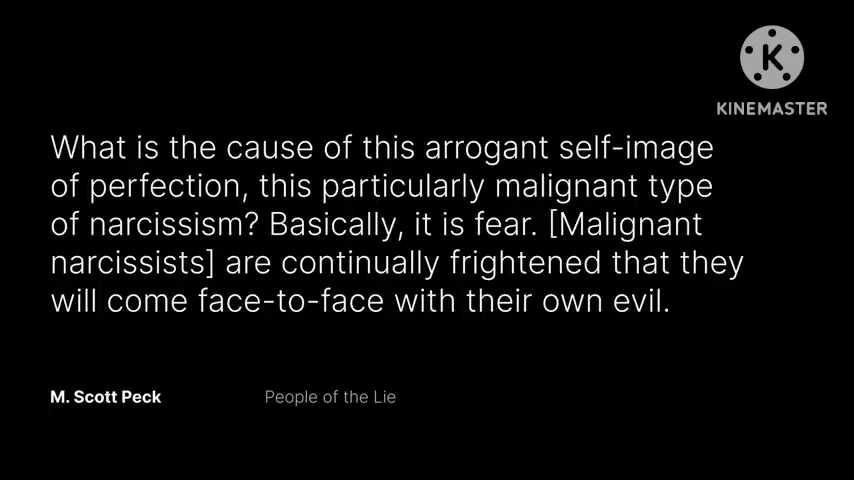 KINEMASTER
What is the cause of this arrogant self-image
of perfection, this particularly malignant type
of narcissism? Basically, it is fear. [Malignant
narcissists] are continually frightened that they
will come face-to-face with their own evil.
M. Scott Peck People of the Lie